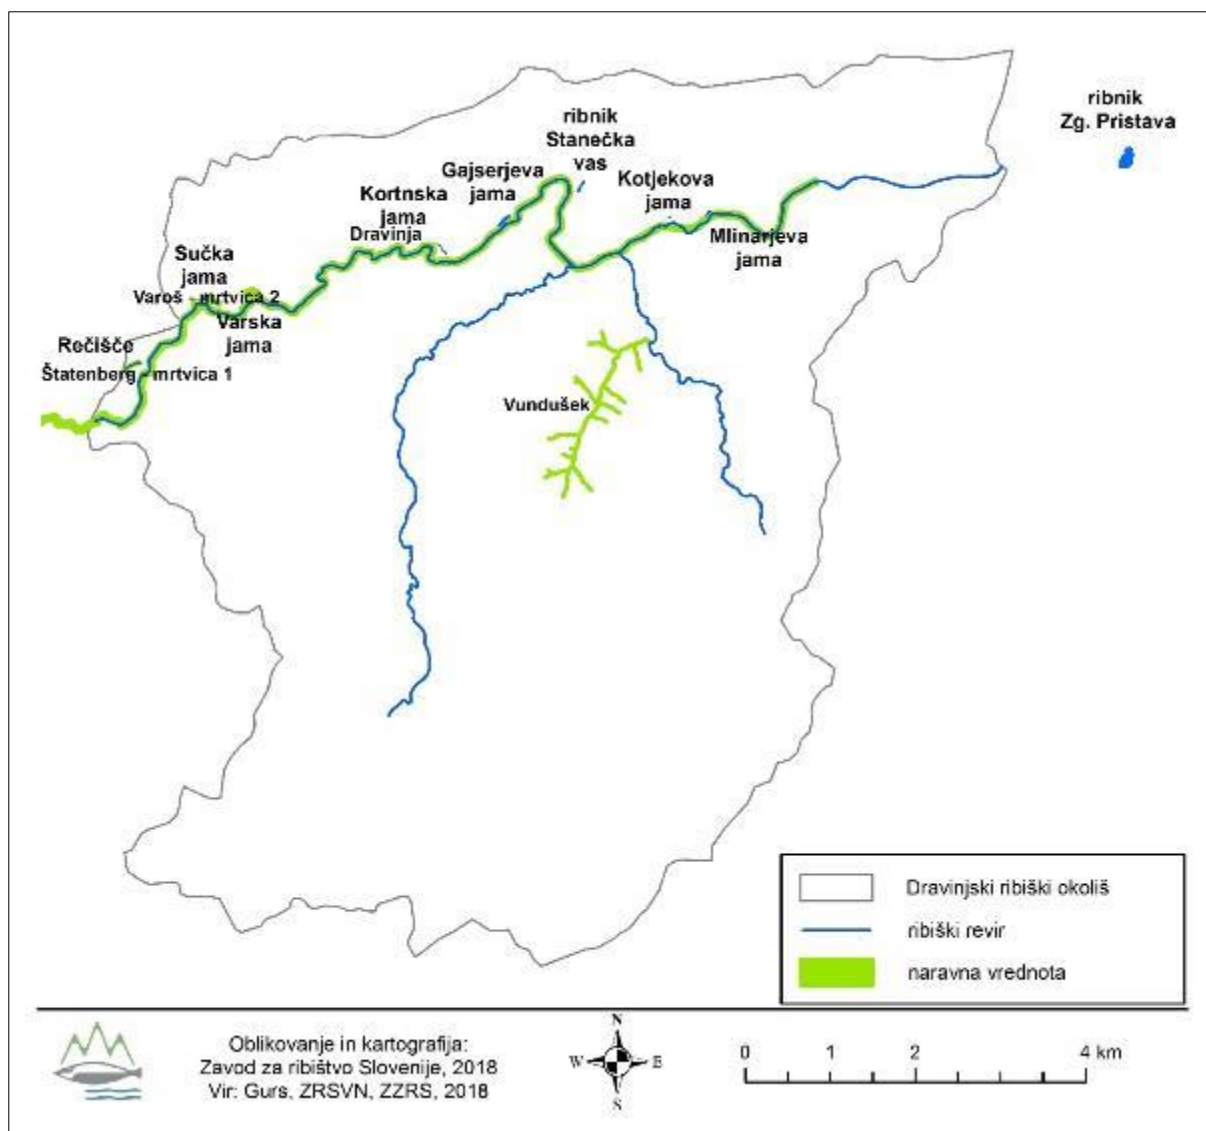 ribnik
Zg. Pristava
ribnik
Stanečka
vas
Gajserjeva
jama
Kotjekova
jama
Kortnska
jama
Dravinja
Mlinarjeva
jama
Sučka
jama
Varoš - mrtvica 2
Varska
jama
Rečišče
Štatenberg - mrtvica 1
Vundušek
Dravinjski ribiški okoliš
ribiški revir
naravna vrednota
Oblikovanje in kartografija:
Zavod za ribištvo Slovenije, 2018
Vir: Gurs, ZRSVN, ZZRS, 2018
N
W E
S
0 1 2 4 km